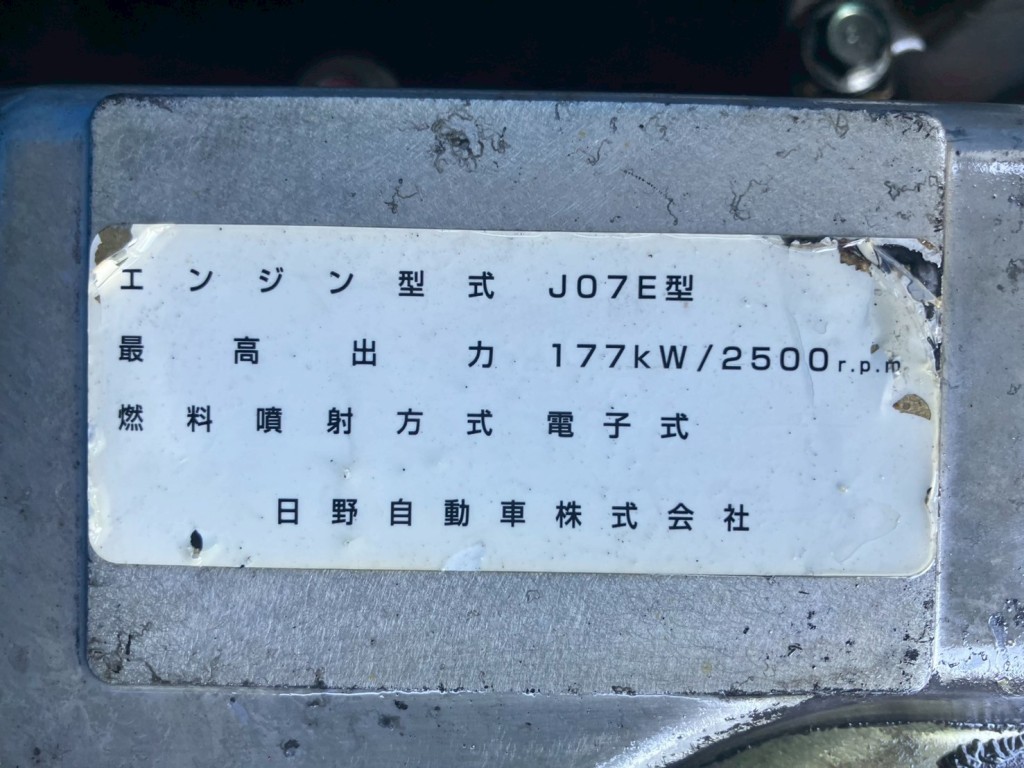 エンジン型式 J07E型
最高出力 177kW/2500r.p.m
燃料噴射方式 電子式
日野自動車株式会社